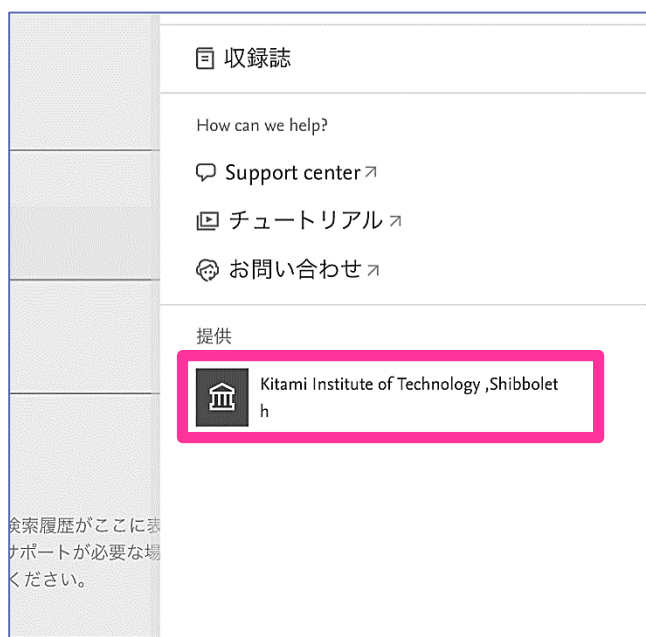 収録誌
How can we help?
Support center
チュートリアル
お問い合わせ
提供
Kitami Institute of Technology ,Shibbolet
h
検索履歴がここに表
サポートが必要な場
ください。